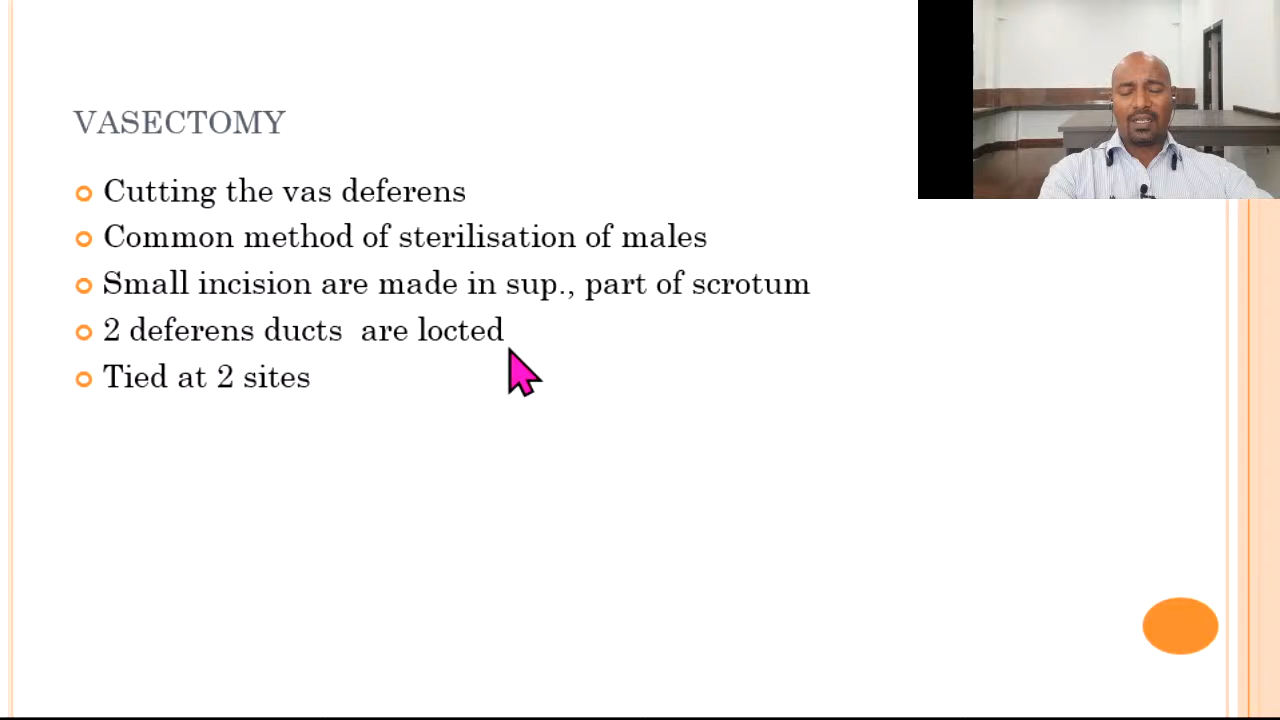 VASECTOMY
Cutting the vas deferens
Common method of sterilisation of males
Small incision are made in sup., part of scrotum
2 deferens ducts  are locted
Tied at 2 sites